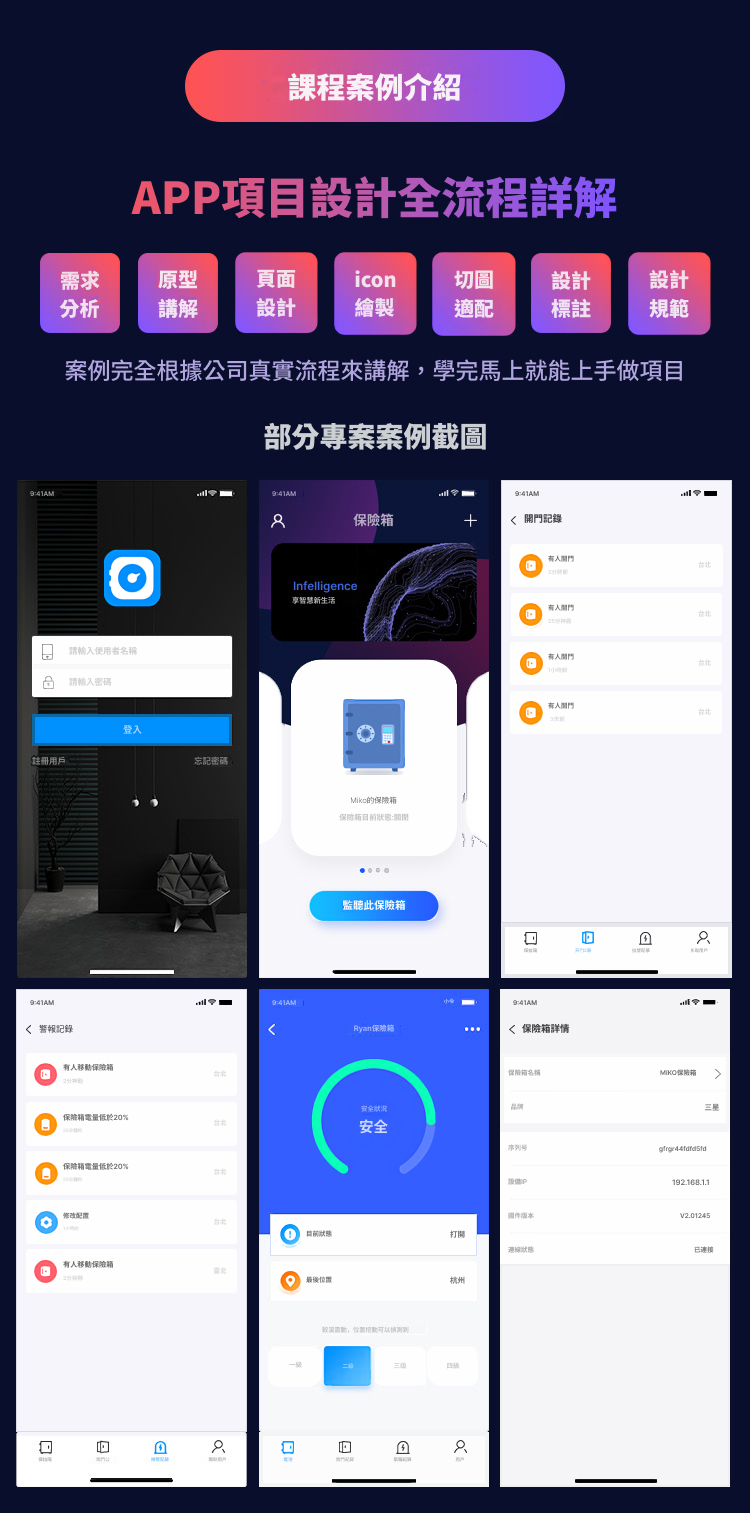 課程案例介紹
APP項目設計全流程詳解
需求
分析
原型
講解
頁面
設計
icon
繪製
切圖
適配
設計
標註
設計
規範
案例完全根據公司真實流程來講解，學完馬上就能上手做項目
部分專案案例截圖
9:41AM
請輸入使用者名稱
請輸入密碼
登入
註冊用戶
忘記密碼
9:41AM
保險箱
Infelligence
享智慧新生活
Miko的保險箱
保險箱目前狀態:關閉
監聽此保險箱
9:41AM
開門記錄
有人開門
台北
有人開門
台北
有人開門
台北
有人開門
台北
9:41AM
警報記錄
有人移動保險箱
台北
保險箱電量低於20%
台北
保險箱電量低於20%
台北
修改配置
台北
有人移動保險箱
9:41AM
Ryan保險箱
安全狀況
安全
目前狀態
打開
最後位置
杭州
一級
二級
三級
四級
9:41AM
保險箱詳情
保險箱名稱
MIKO保險箱
品牌
三星
序列号
gfrgr44fdfd5fd
設備IP
192.168.1.1
固件版本
V2.01245
連線狀態
已連接